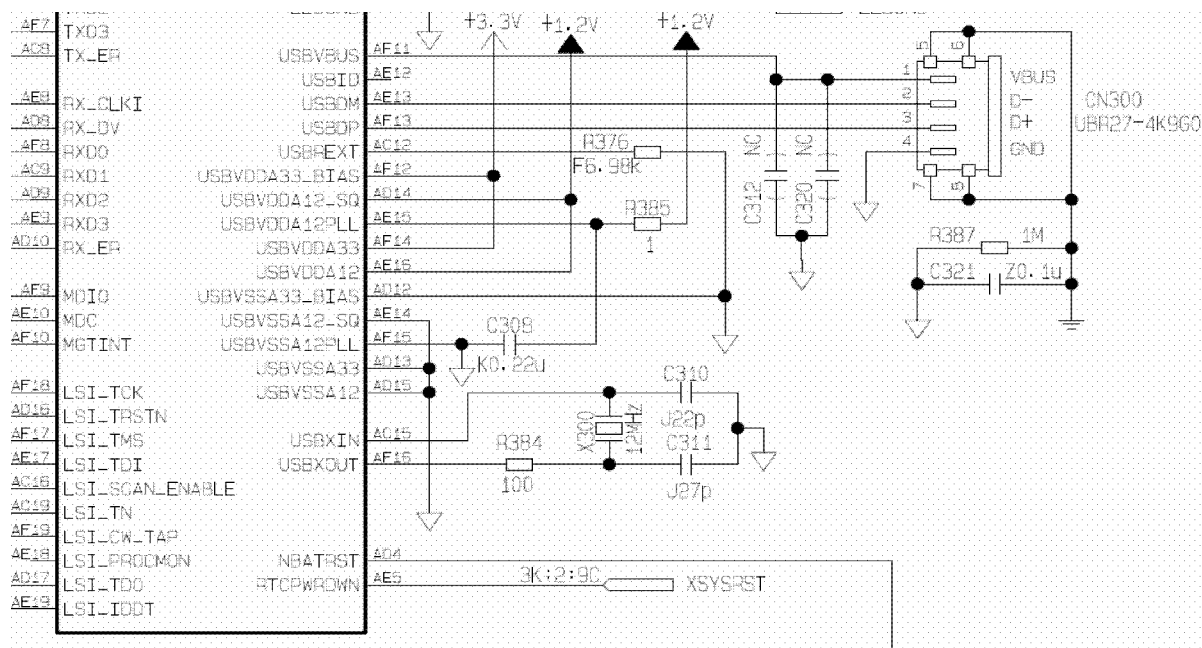 +3.3V +1.2V +1.2V
AF7 TXD3
AC8 TX_ER USBVBUS AF11
USBID AE12
AE8 RX_CLKI USBDM AE13
AD8 RX_DV USBDP AF13
AF8 RXD0 USBREXT AC12
AC9 RXD1 USBVDDA33_BIAS AF12
AD9 RXD2 USBVDDA12-SQ AD14
AE9 RXD3 USBVDDA12PLL AE15
AD10 RX_ER USBVDDA33 AF14
USBVDDA12 AE16
AF9 MDIO USBVSSA33_BIAS AD12
AE10 MDC USBVSSA12-SQ AE14
AF10 MGTINT USBVSSA12PLL AF15
USBVSSA33 AD13
AF18 LSI_TCK USBVSSA12 AD15
AD16 LSI_TRSTN
AF17 LSI_TMS USBXIN AC15
AE17 LSI_TDI USBXOUT AF16
AC16 LSI_SCAN_ENABLE
AC19 LSI_TN
AF19 LSI_CW_TAP
AE18 LSI_PROCMON NBATRST AD4
AD17 LSI_TDO RTCPWRDWN AE5
AE19 LSI_IDDT
R376
F6.98k
R385
1
C308
K0.22u
C310
J22p
X300
12MHz
R384
100
C311
J27p
3K:2:9C XSYSRST
C312 NC
C320 NC
5 6
1 VBUS
2 D-
3 D+
4 GND
7 8
CN300
UBR27-4K9G0
R387 1M
C321 Z0.1u